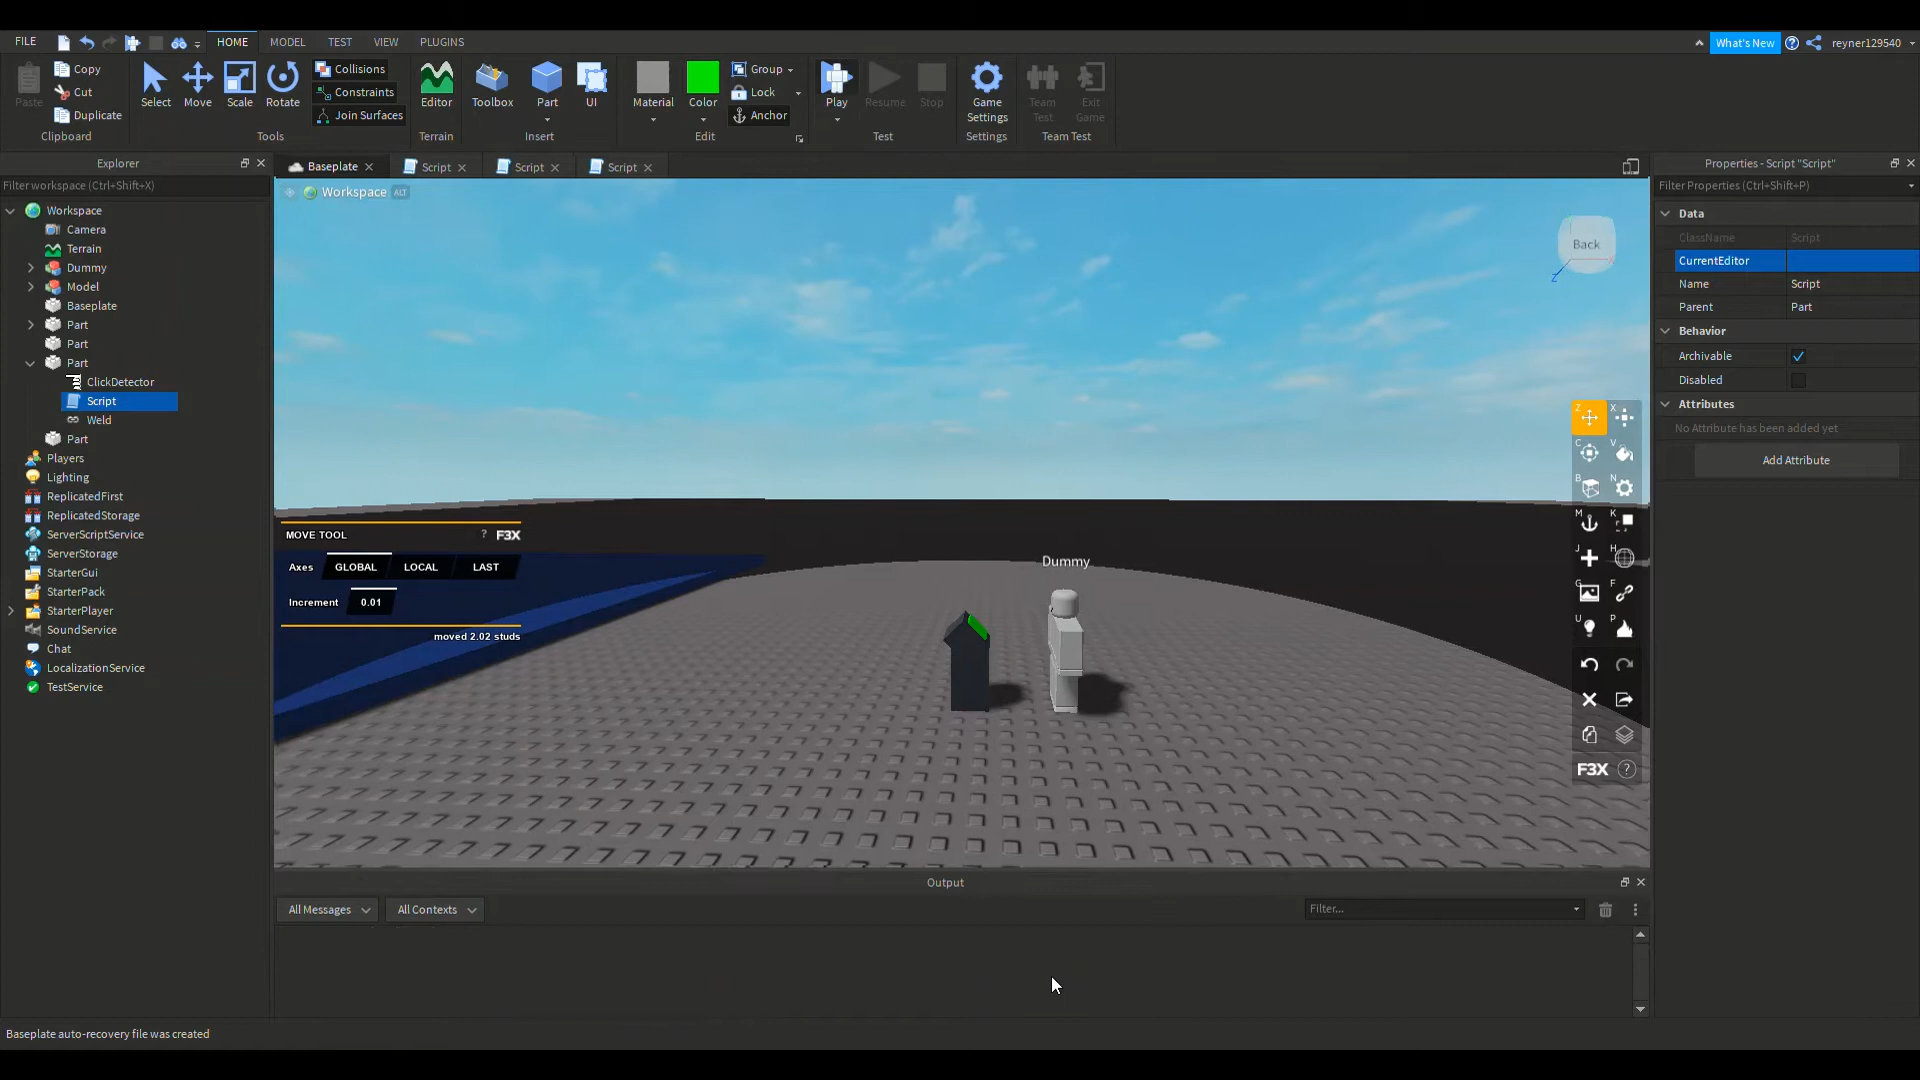 FILE
HOME
MODEL
TEST
VIEW
PLUGINS
What's New
reyner129540
Paste
Copy
Cut
Duplicate
Clipboard
Select
Move
Scale
Rotate
Collisions
Constraints
Join Surfaces
Tools
Editor
Terrain
Toolbox
Part
UI
Insert
Material
Color
Group
Lock
Anchor
Edit
Play
Resume
Stop
Test
Game
Settings
Settings
Team
Test
Exit
Game
Team Test
Explorer
Filter workspace (Ctrl+Shift+X)
Workspace
Camera
Terrain
Dummy
Model
Baseplate
Part
Part
Part
ClickDetector
Script
Weld
Part
Players
Lighting
ReplicatedFirst
ReplicatedStorage
ServerScriptService
ServerStorage
StarterGui
StarterPack
StarterPlayer
SoundService
Chat
LocalizationService
TestService
Baseplate
Script
Script
Script
Workspace ALT
Back
Z
MOVE TOOL ? F3X
Axes GLOBAL LOCAL LAST
Increment 0.01
moved 2.02 studs
Dummy
Z X
C V
B N
M K
J H
G F
U P
F3X ?
Output
All Messages
All Contexts
Filter...
Properties - Script "Script"
Filter Properties (Ctrl+Shift+P)
Data
ClassName Script
CurrentEditor
Name Script
Parent Part
Behavior
Archivable
Disabled
Attributes
No Attribute has been added yet
Add Attribute
Baseplate auto-recovery file was created